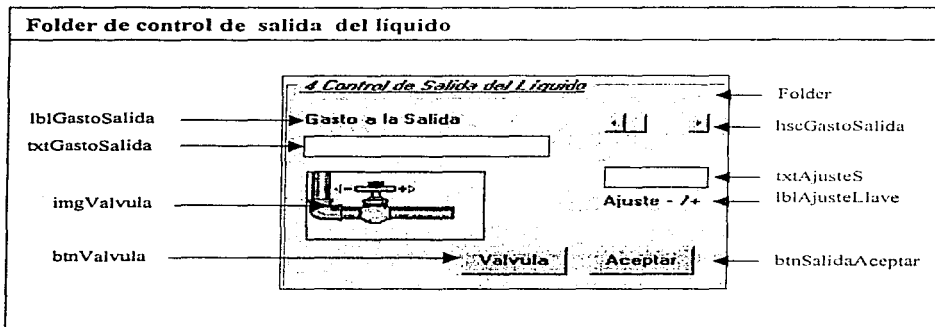 Folder de control de salida del líquido
4 Control de Salida del Líquido
Folder
lblGastoSalida
Gasto a la Salida
hscGastoSalida
txtGastoSalida
txtAjusteS
imgValvula
Ajuste - /+
lblAjusteLlave
btnValvula
Valvula
Aceptar
btnSalidaAceptar